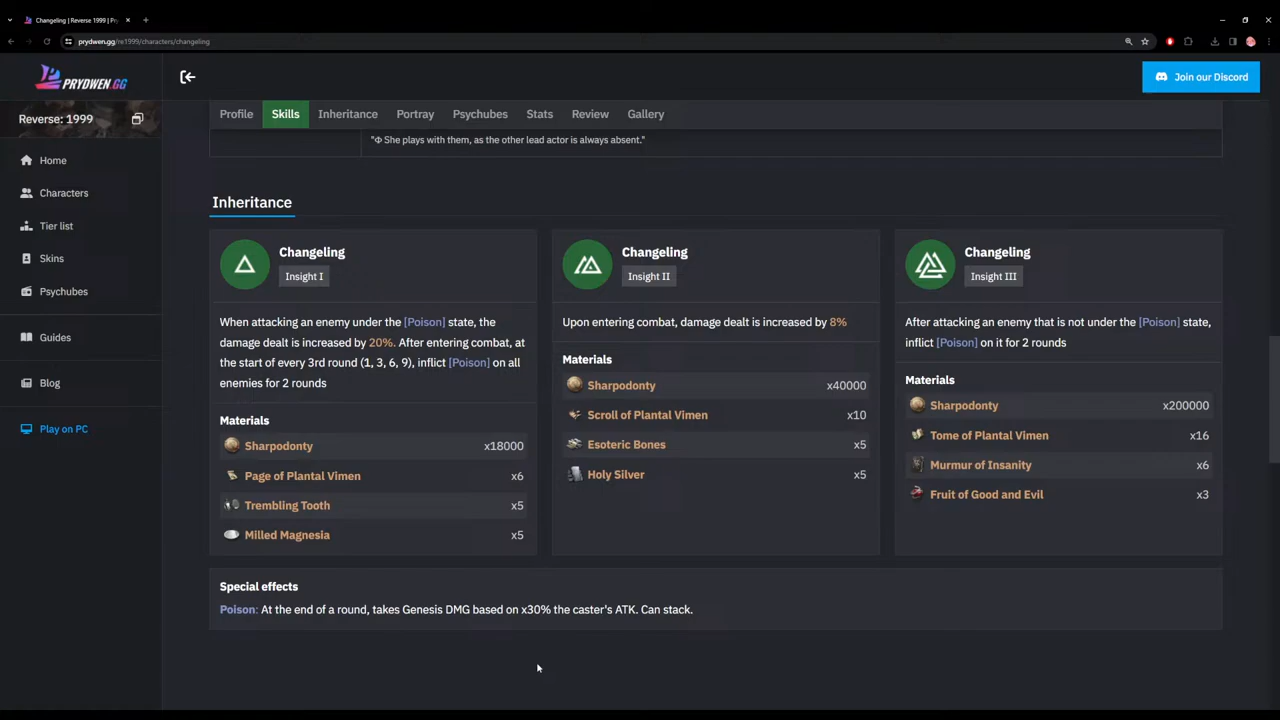 Changeling | Reverse 1999 | Pr
prydwen.gg/re1999/characters/changeling
PRYDWEN.GG
Join our Discord
Reverse: 1999
Home
Characters
Tier list
Skins
Psychubes
Guides
Blog
Play on PC
Profile
Skills
Inheritance
Portray
Psychubes
Stats
Review
Gallery
"Φ She plays with them, as the other lead actor is always absent."
Inheritance
Changeling
Insight I
When attacking an enemy under the [Poison] state, the
damage dealt is increased by 20%. After entering combat, at
the start of every 3rd round (1, 3, 6, 9), inflict [Poison] on all
enemies for 2 rounds
Materials
Sharpodonty x18000
Page of Plantal Vimen x6
Trembling Tooth x5
Milled Magnesia x5
Changeling
Insight II
Upon entering combat, damage dealt is increased by 8%
Materials
Sharpodonty x40000
Scroll of Plantal Vimen x10
Esoteric Bones x5
Holy Silver x5
Changeling
Insight III
After attacking an enemy that is not under the [Poison] state,
inflict [Poison] on it for 2 rounds
Materials
Sharpodonty x200000
Tome of Plantal Vimen x16
Murmur of Insanity x6
Fruit of Good and Evil x3
Special effects
Poison: At the end of a round, takes Genesis DMG based on x30% the caster's ATK. Can stack.